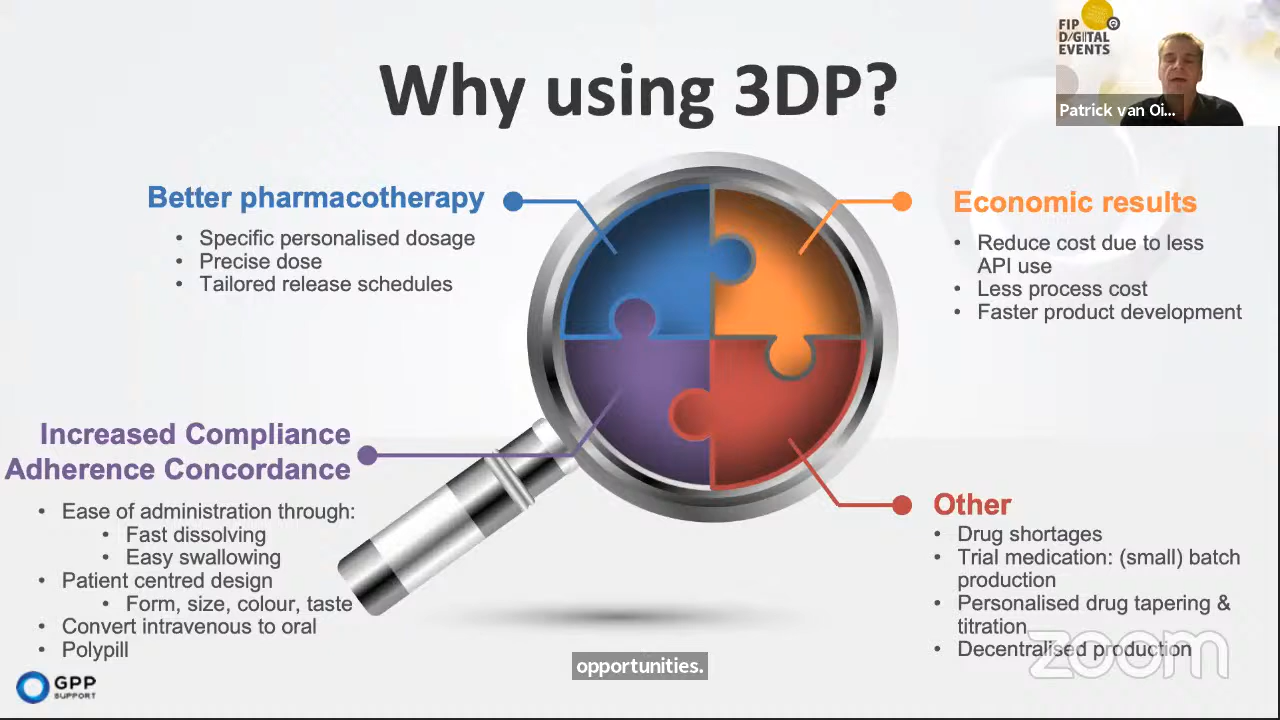 Why using 3DP?
FIP
DIGITAL
EVENTS
Patrick van Oi...
Better pharmacotherapy
• Specific personalised dosage
• Precise dose
• Tailored release schedules
Economic results
• Reduce cost due to less
API use
• Less process cost
• Faster product development
Increased Compliance
Adherence Concordance
• Ease of administration through:
• Fast dissolving
• Easy swallowing
• Patient centred design
• Form, size, colour, taste
• Convert intravenous to oral
• Polypill
Other
• Drug shortages
• Trial medication: (small) batch
production
• Personalised drug tapering &
titration
• Decentralised production
zoom
opportunities.
GPP
SUPPORT